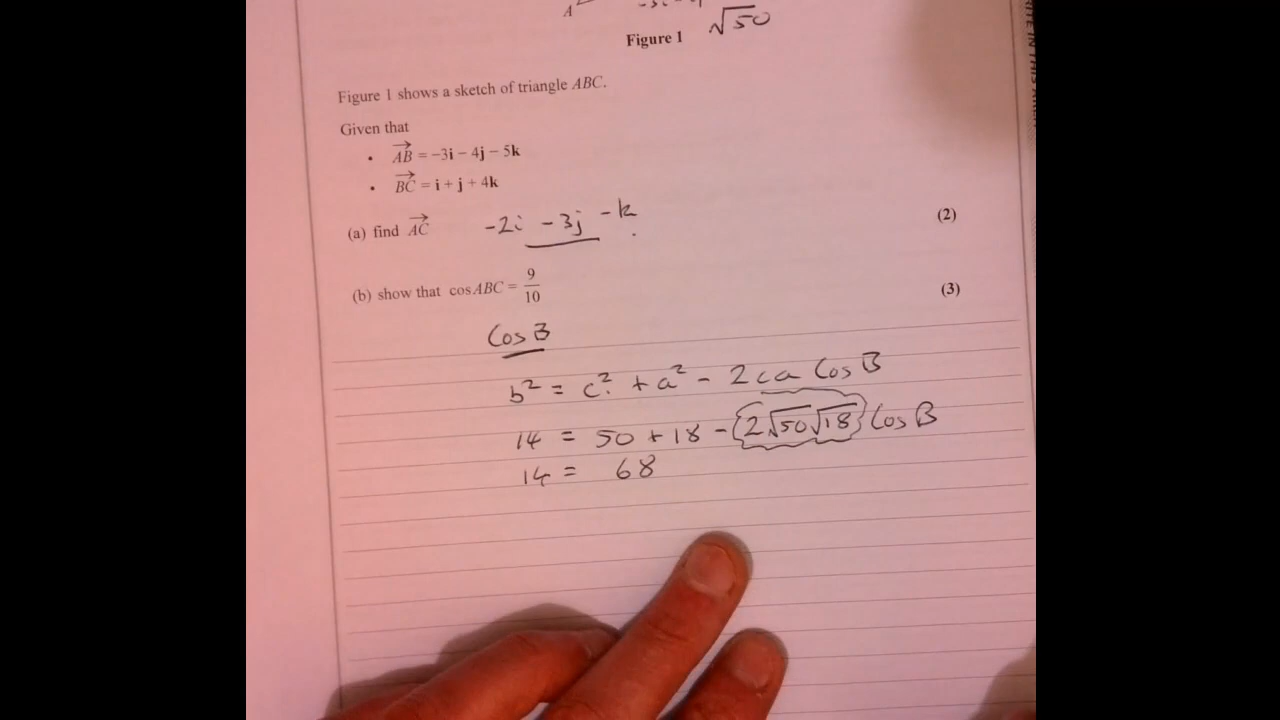 A
√50
Figure 1
Figure 1 shows a sketch of triangle ABC.
Given that
• AB⃗ = −3i − 4j − 5k
• BC⃗ = i + j + 4k
(a) find AC⃗ -2i -3j -k
(2)
(b) show that cos ABC = 9/10
(3)
Cos B
b² = c² + a² - 2ca Cos B
14 = 50 + 18 - (2√50√18) Cos B
14 = 68